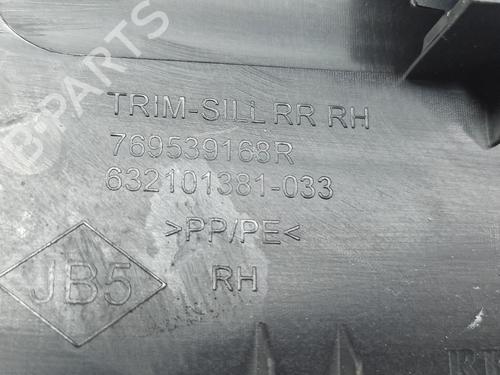 TRIM-SILL RR RH
769539168R
632101381-033
>PP/PE<
RH
JB5
B-PARTS